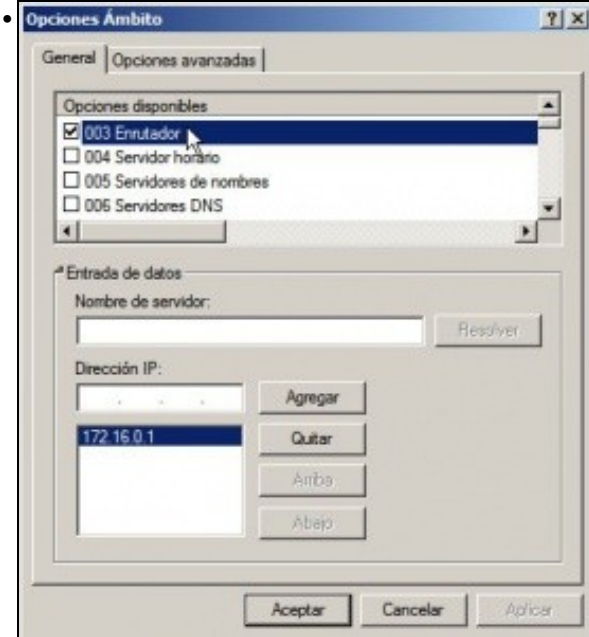 Opciones Ámbito
General Opciones avanzadas
Opciones disponibles
003 Enrutador
004 Servidor horario
005 Servidores de nombres
006 Servidores DNS
Entrada de datos
Nombre de servidor:
Resolver
Dirección IP:
Agregar
172.16.0.1 Quitar
Arriba
Abajo
Aceptar Cancelar Aplicar